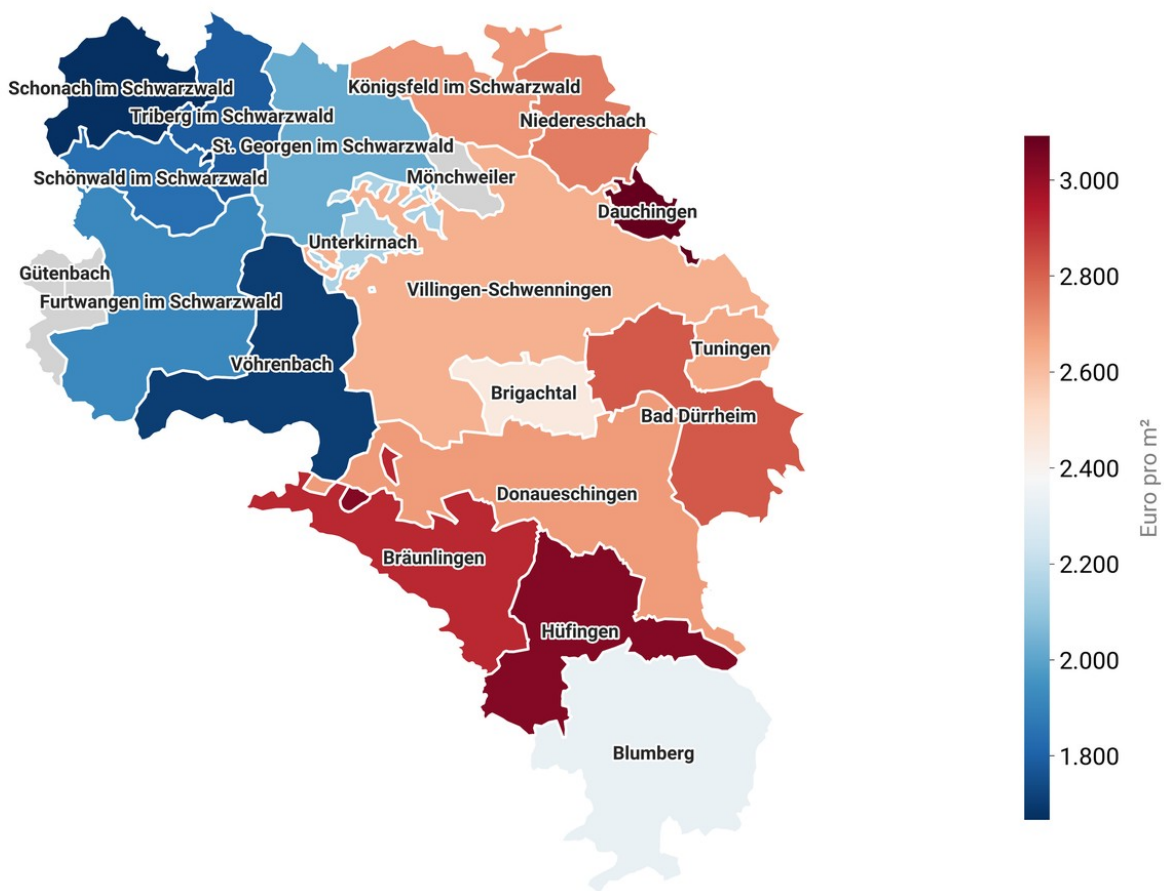 Schonach im Schwarzwald
Königsfeld im Schwarzwald
Triberg im Schwarzwald
Niedereschach
St. Georgen im Schwarzwald
Schönwald im Schwarzwald
Mönchweiler
Dauchingen
Unterkirnach
Gütenbach
Villingen-Schwenningen
Furtwangen im Schwarzwald
Tuningen
Vöhrenbach
Brigachtal
Bad Dürrheim
Donaueschingen
Bräunlingen
Hüfingen
Blumberg
3.000
2.800
2.600
2.400
2.200
2.000
1.800
Euro pro m²